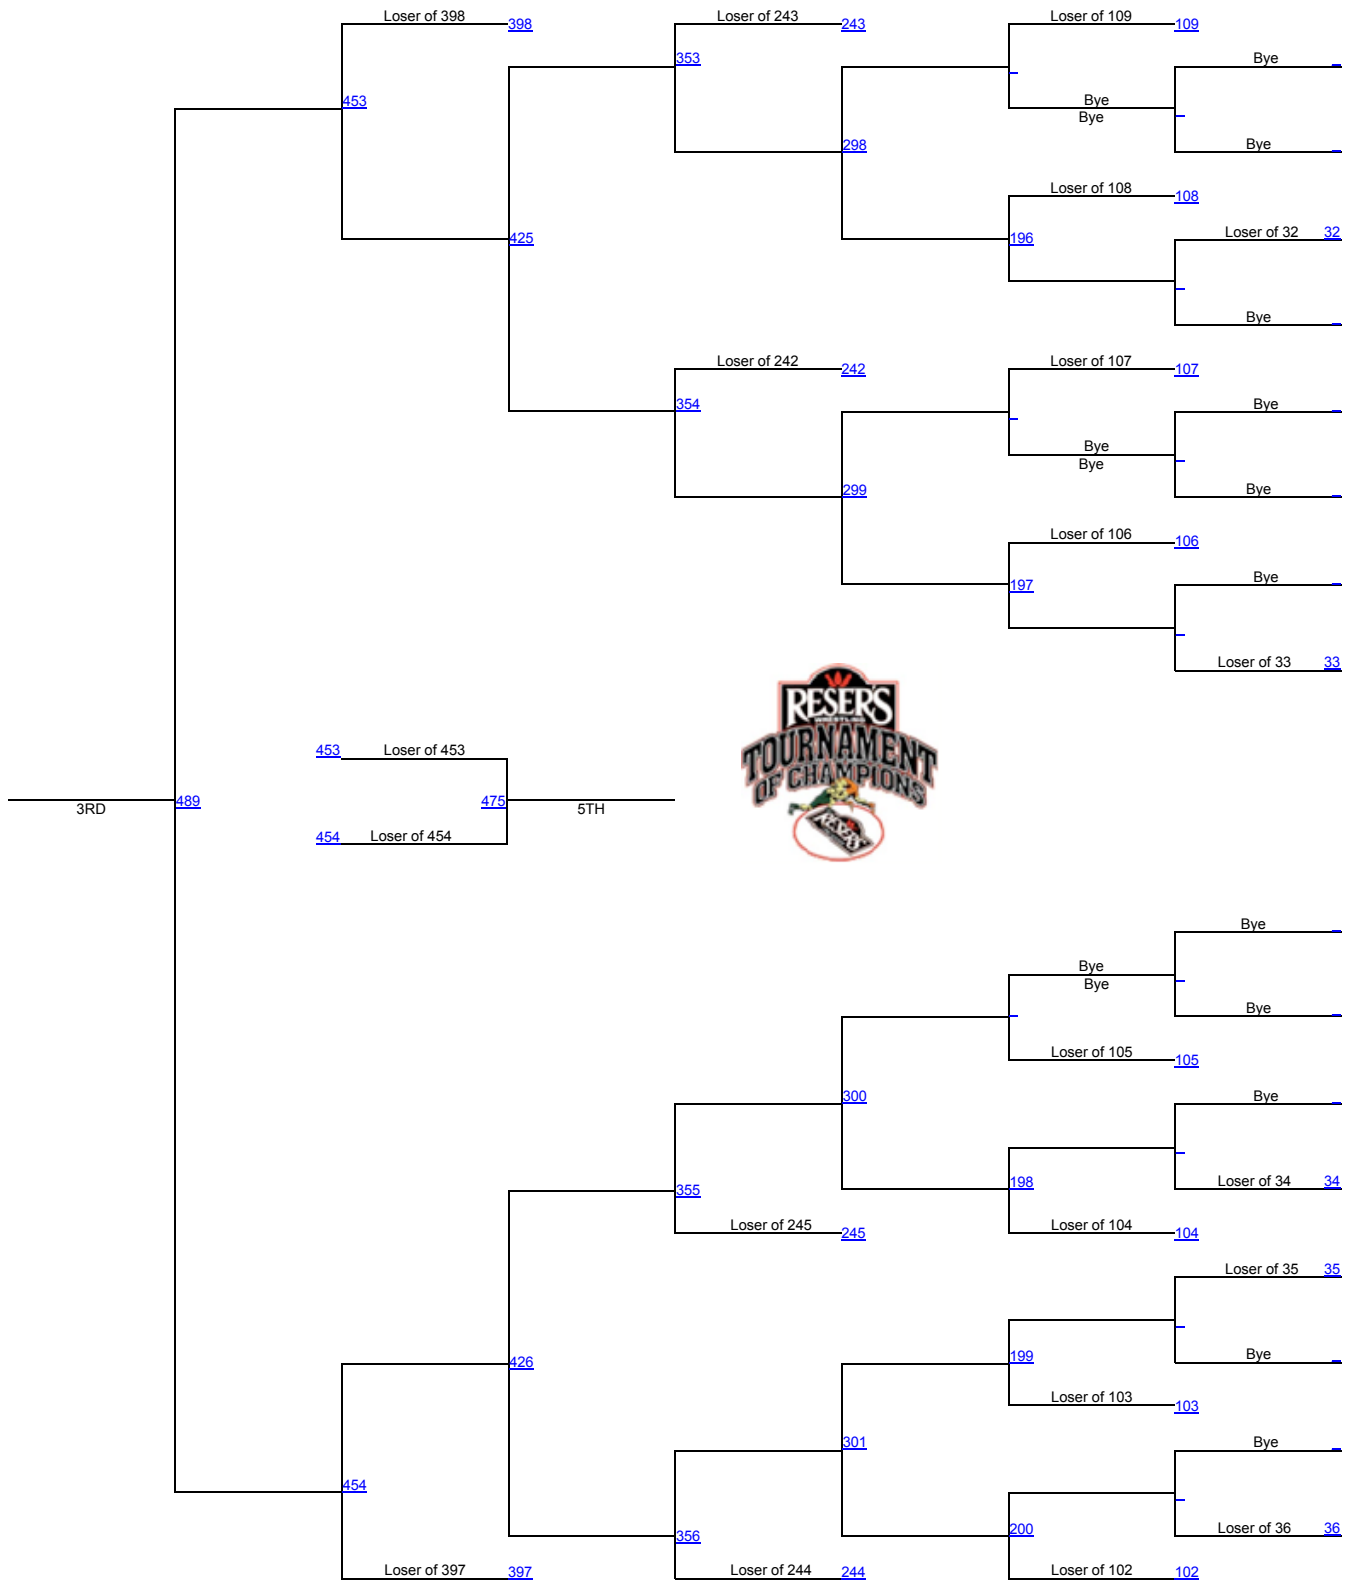 Loser of 398 398
Loser of 243 243
Loser of 109 109
353
Bye
453
Bye
Bye
298
Bye
Loser of 108 108
425
196
Loser of 32 32
Bye
Loser of 242 242
Loser of 107 107
354
Bye
Bye
Bye
299
Bye
Loser of 106 106
197
Bye
Loser of 33 33
RESER'S
WRESTLING
TOURNAMENT
OF CHAMPIONS
RESER'S
453 Loser of 453
489
475
3RD
5TH
454 Loser of 454
Bye
Bye
Bye
Bye
Loser of 105 105
300
Bye
355
198
Loser of 34 34
Loser of 245 245
Loser of 104 104
Loser of 35 35
426
199
Bye
Loser of 103 103
301
Bye
454
356
200
Loser of 36 36
Loser of 397 397
Loser of 244 244
Loser of 102 102